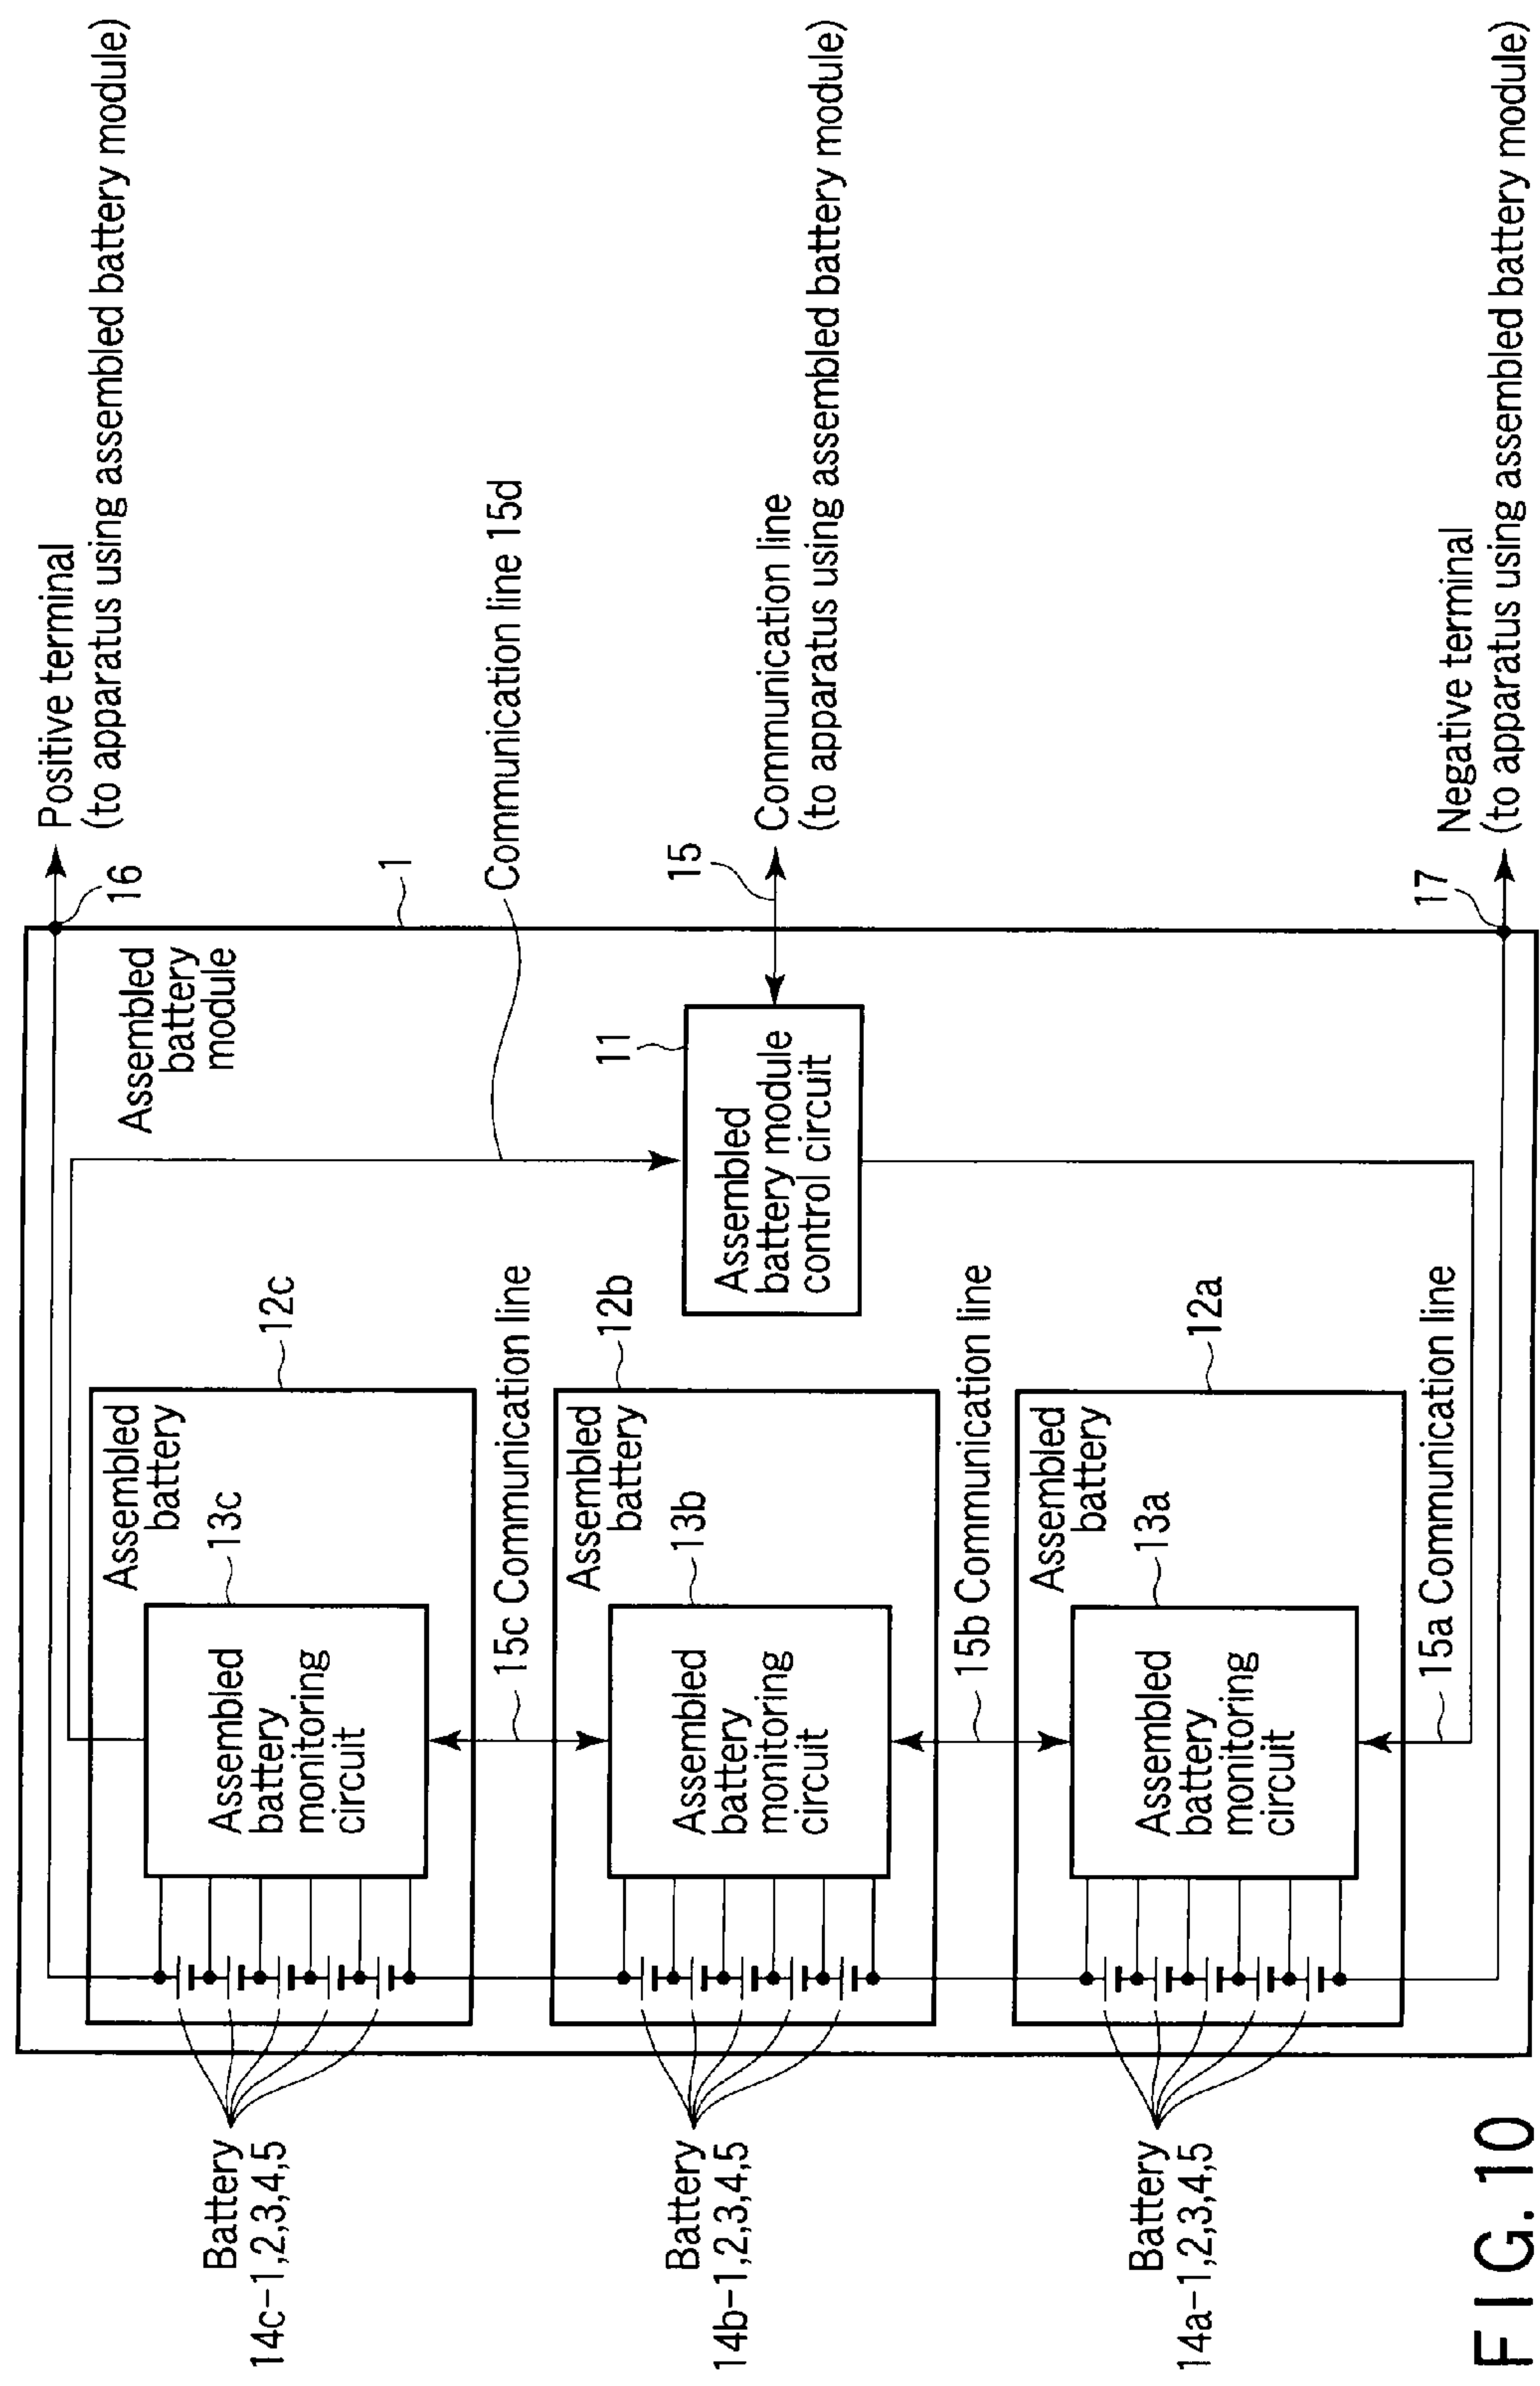 Positive terminal
(to apparatus using assembled battery module)
16
1
Assembled
battery
module
Communication line 15d
15
Communication line
(to apparatus using assembled battery module)
11
Assembled
battery module
control circuit
Negative terminal
(to apparatus using assembled battery module)
17
12c
Assembled
battery
13c
Assembled
battery
monitoring
circuit
Battery
14c-1,2,3,4,5
15c Communication line
12b
Assembled
battery
13b
Assembled
battery
monitoring
circuit
Battery
14b-1,2,3,4,5
15b Communication line
12a
Assembled
battery
13a
Assembled
battery
monitoring
circuit
Battery
14a-1,2,3,4,5
15a Communication line
FIG. 10